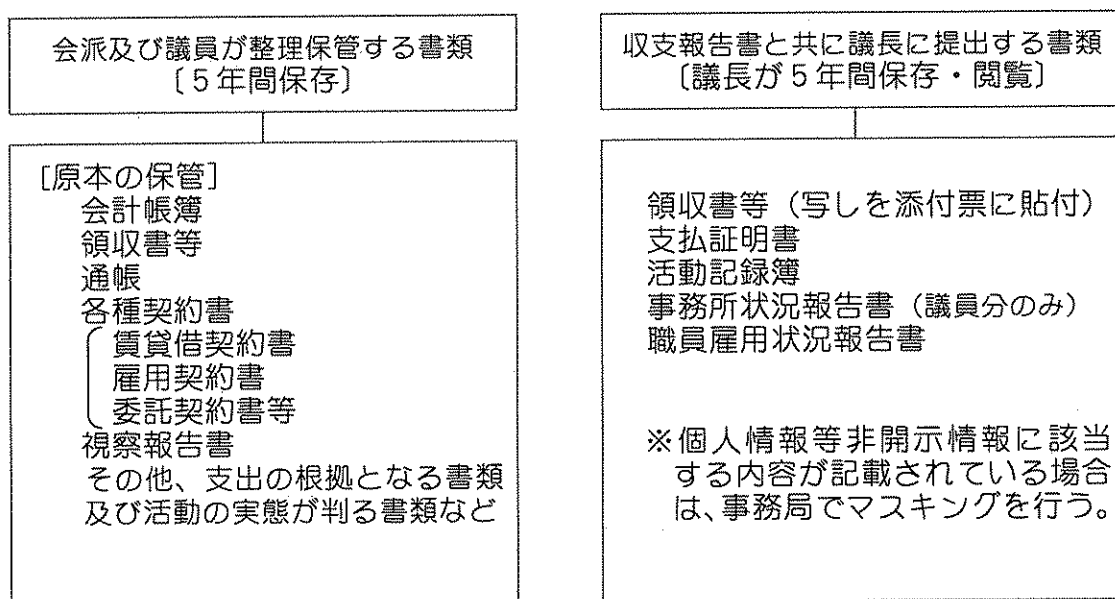 会派及び議員が整理保管する書類
〔5年間保存〕
[原本の保管]
会計帳簿
領収書等
通帳
各種契約書
賃貸借契約書
雇用契約書
委託契約書等
視察報告書
その他、支出の根拠となる書類
及び活動の実態が判る書類など
収支報告書と共に議長に提出する書類
〔議長が5年間保存・閲覧〕
領収書等（写しを添付票に貼付）
支払証明書
活動記録簿
事務所状況報告書（議員分のみ）
職員雇用状況報告書
※個人情報等非開示情報に該当
する内容が記載されている場合
は、事務局でマスキングを行う。